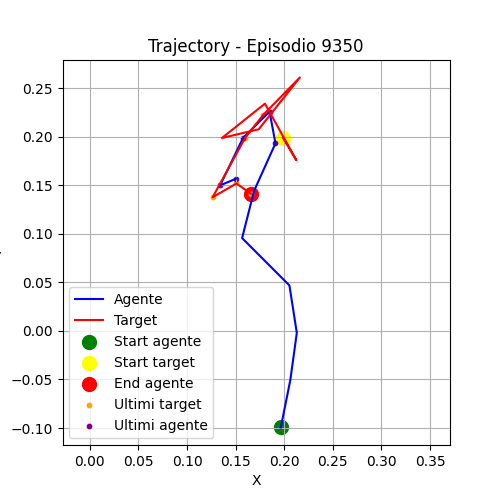 Trajectory - Episodio 9350
0.25
0.20
0.15
0.10
0.05
0.00
−0.05
−0.10
Agente
Target
Start agente
Start target
End agente
Ultimi target
Ultimi agente
0.00 0.05 0.10 0.15 0.20 0.25 0.30 0.35
X